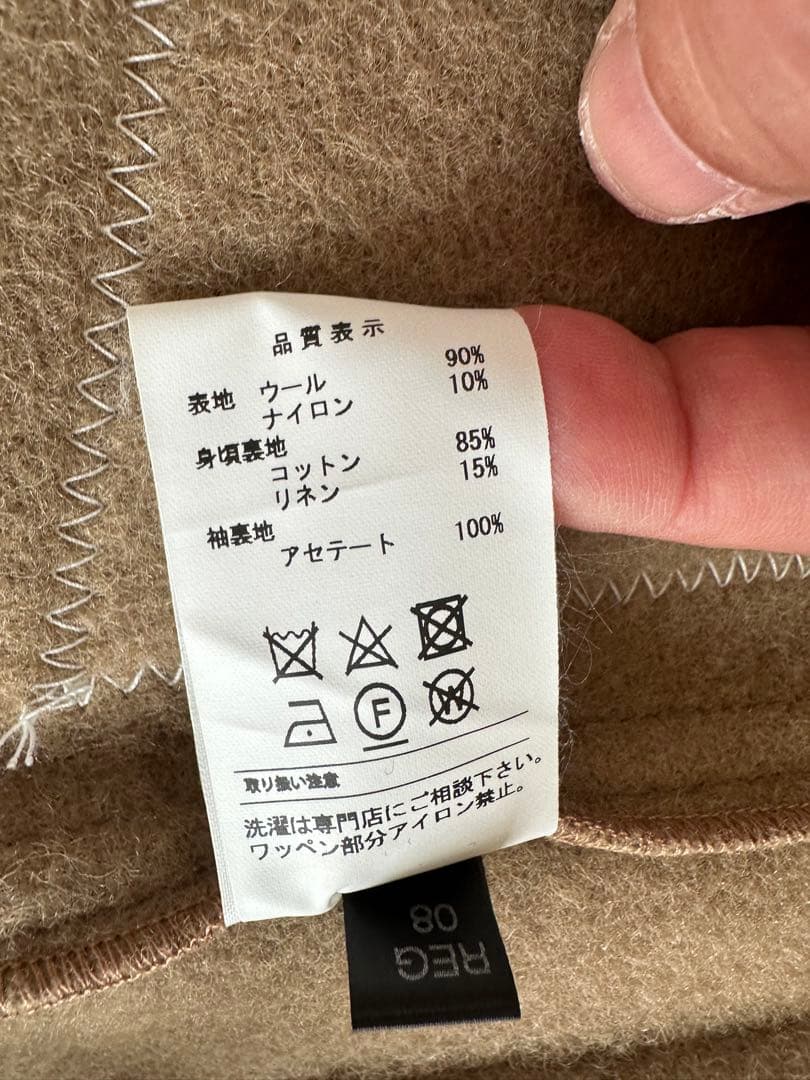 品質表示
表地 ウール 90%
ナイロン 10%
身頃裏地
コットン 85%
リネン 15%
袖裏地
アセテート 100%
F
W
取り扱い注意
洗濯は専門店にご相談下さい。
ワッペン部分アイロン禁止。
REG
08